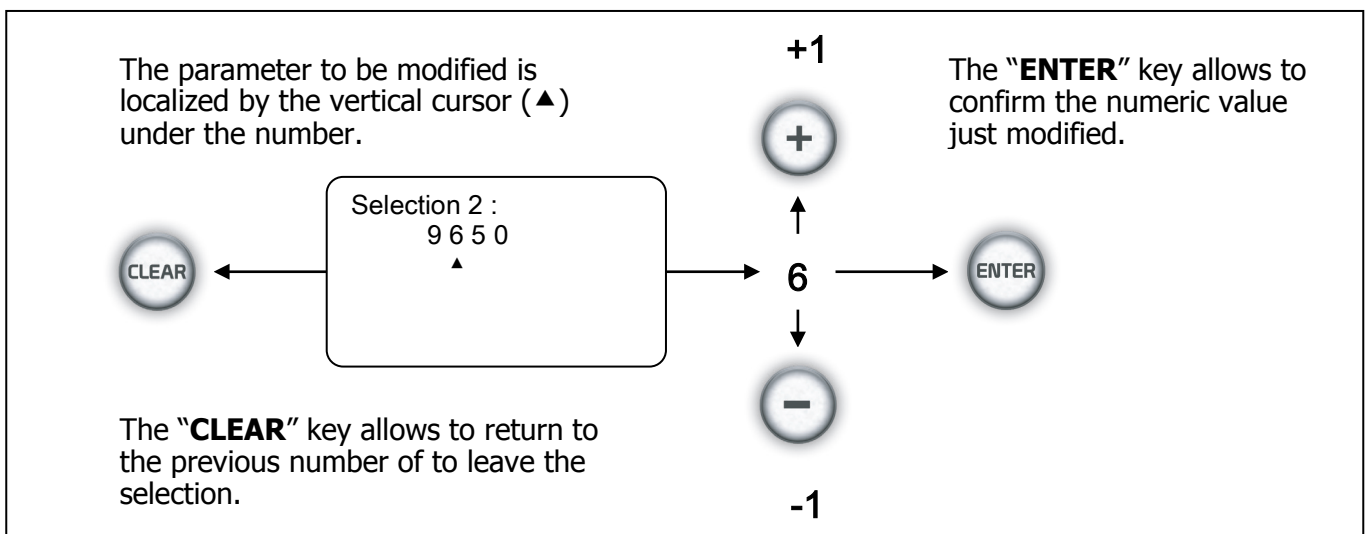 The parameter to be modified is
localized by the vertical cursor (▲)
under the number.
+1
The “ENTER” key allows to
confirm the numeric value
just modified.
+
Selection 2 :
9 6 5 0
▲
CLEAR
6
ENTER
−
The “CLEAR” key allows to return to
the previous number of to leave the
selection.
-1